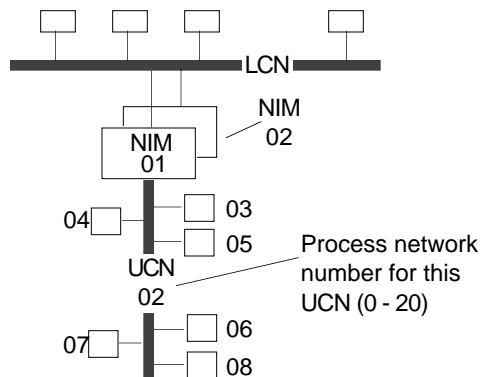 LCN
NIM
02
NIM
01
03
04
05
UCN
02
Process network
number for this
UCN (0 - 20)
06
07
08